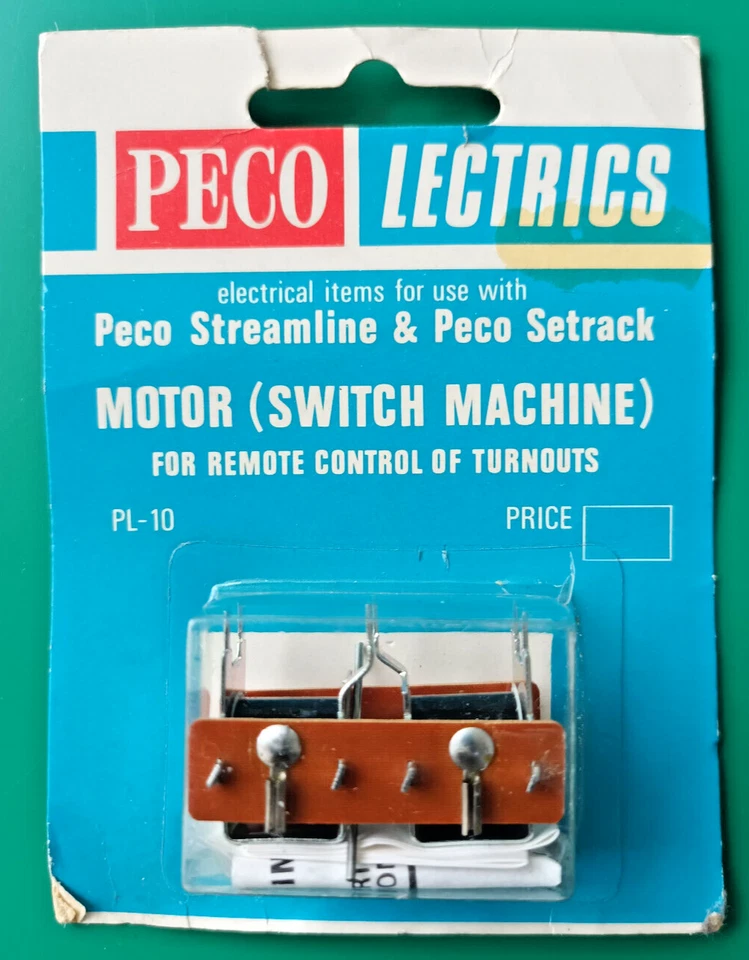 PECO LECTRICS
electrical items for use with
Peco Streamline & Peco Setrack
MOTOR (SWITCH MACHINE)
FOR REMOTE CONTROL OF TURNOUTS
PL-10 PRICE
IN